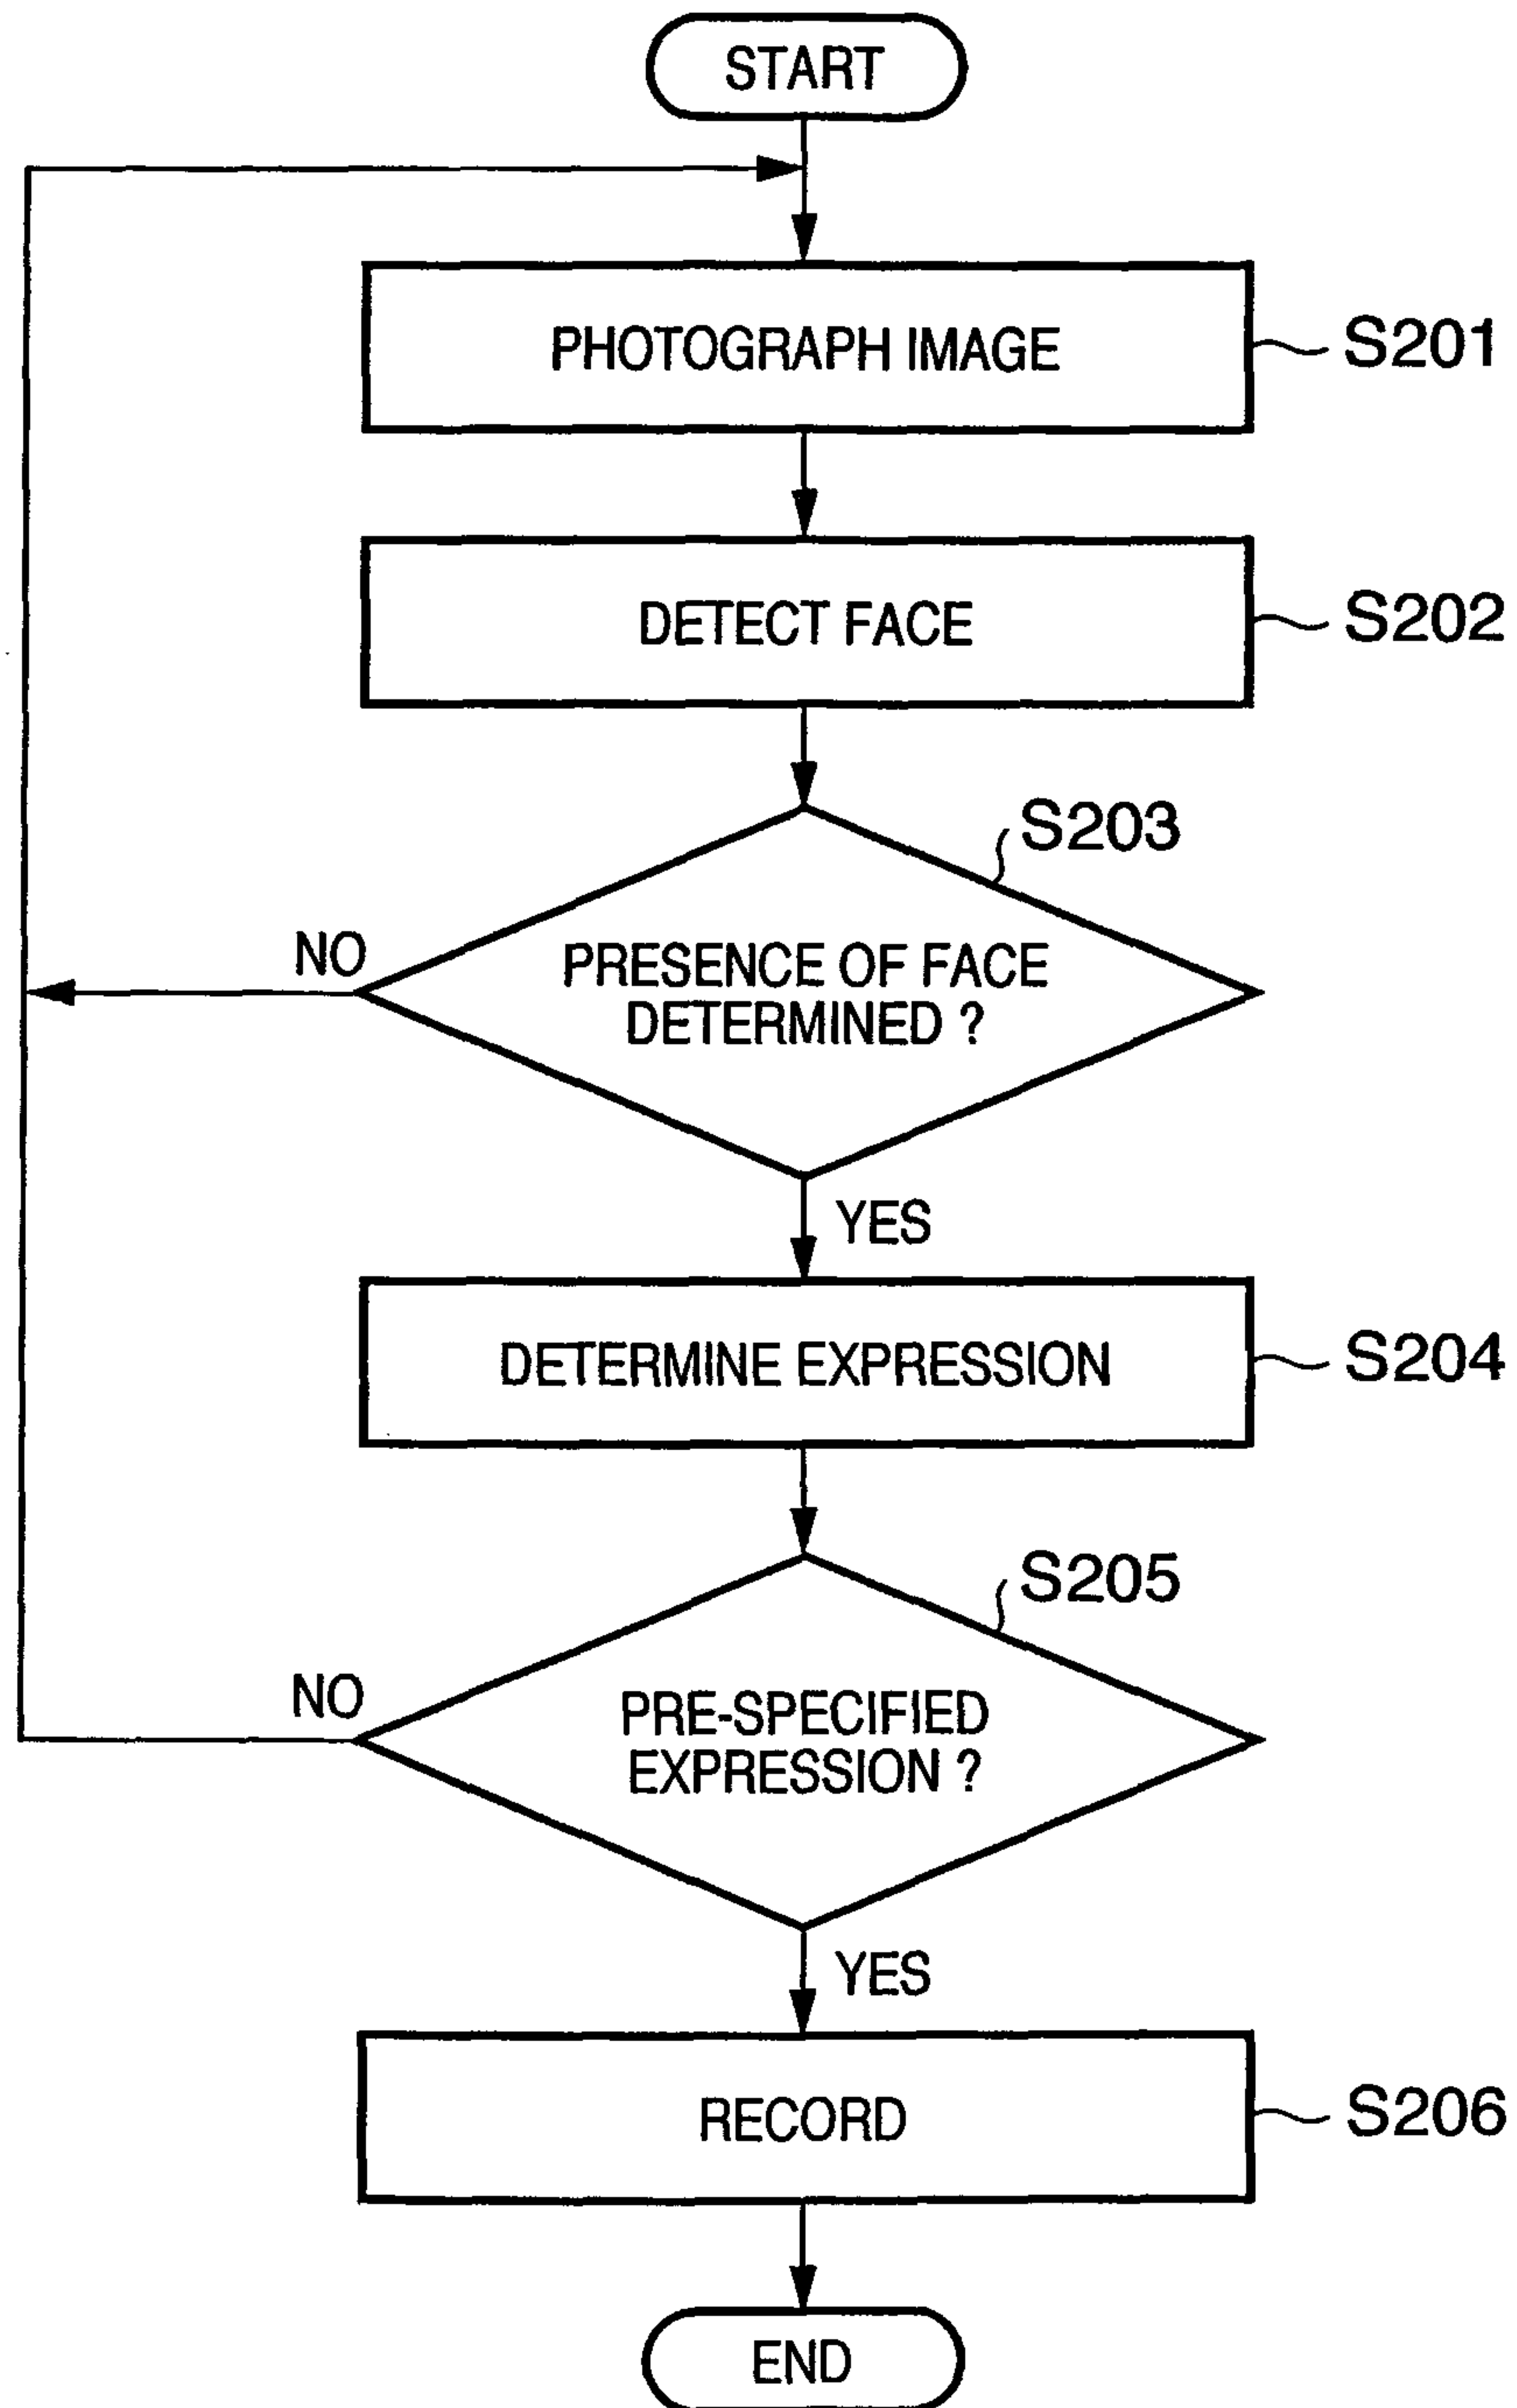 START
PHOTOGRAPH IMAGE
S201
DETECT FACE
S202
S203
NO
PRESENCE OF FACE
DETERMINED ?
YES
DETERMINE EXPRESSION
S204
S205
NO
PRE-SPECIFIED
EXPRESSION ?
YES
RECORD
S206
END